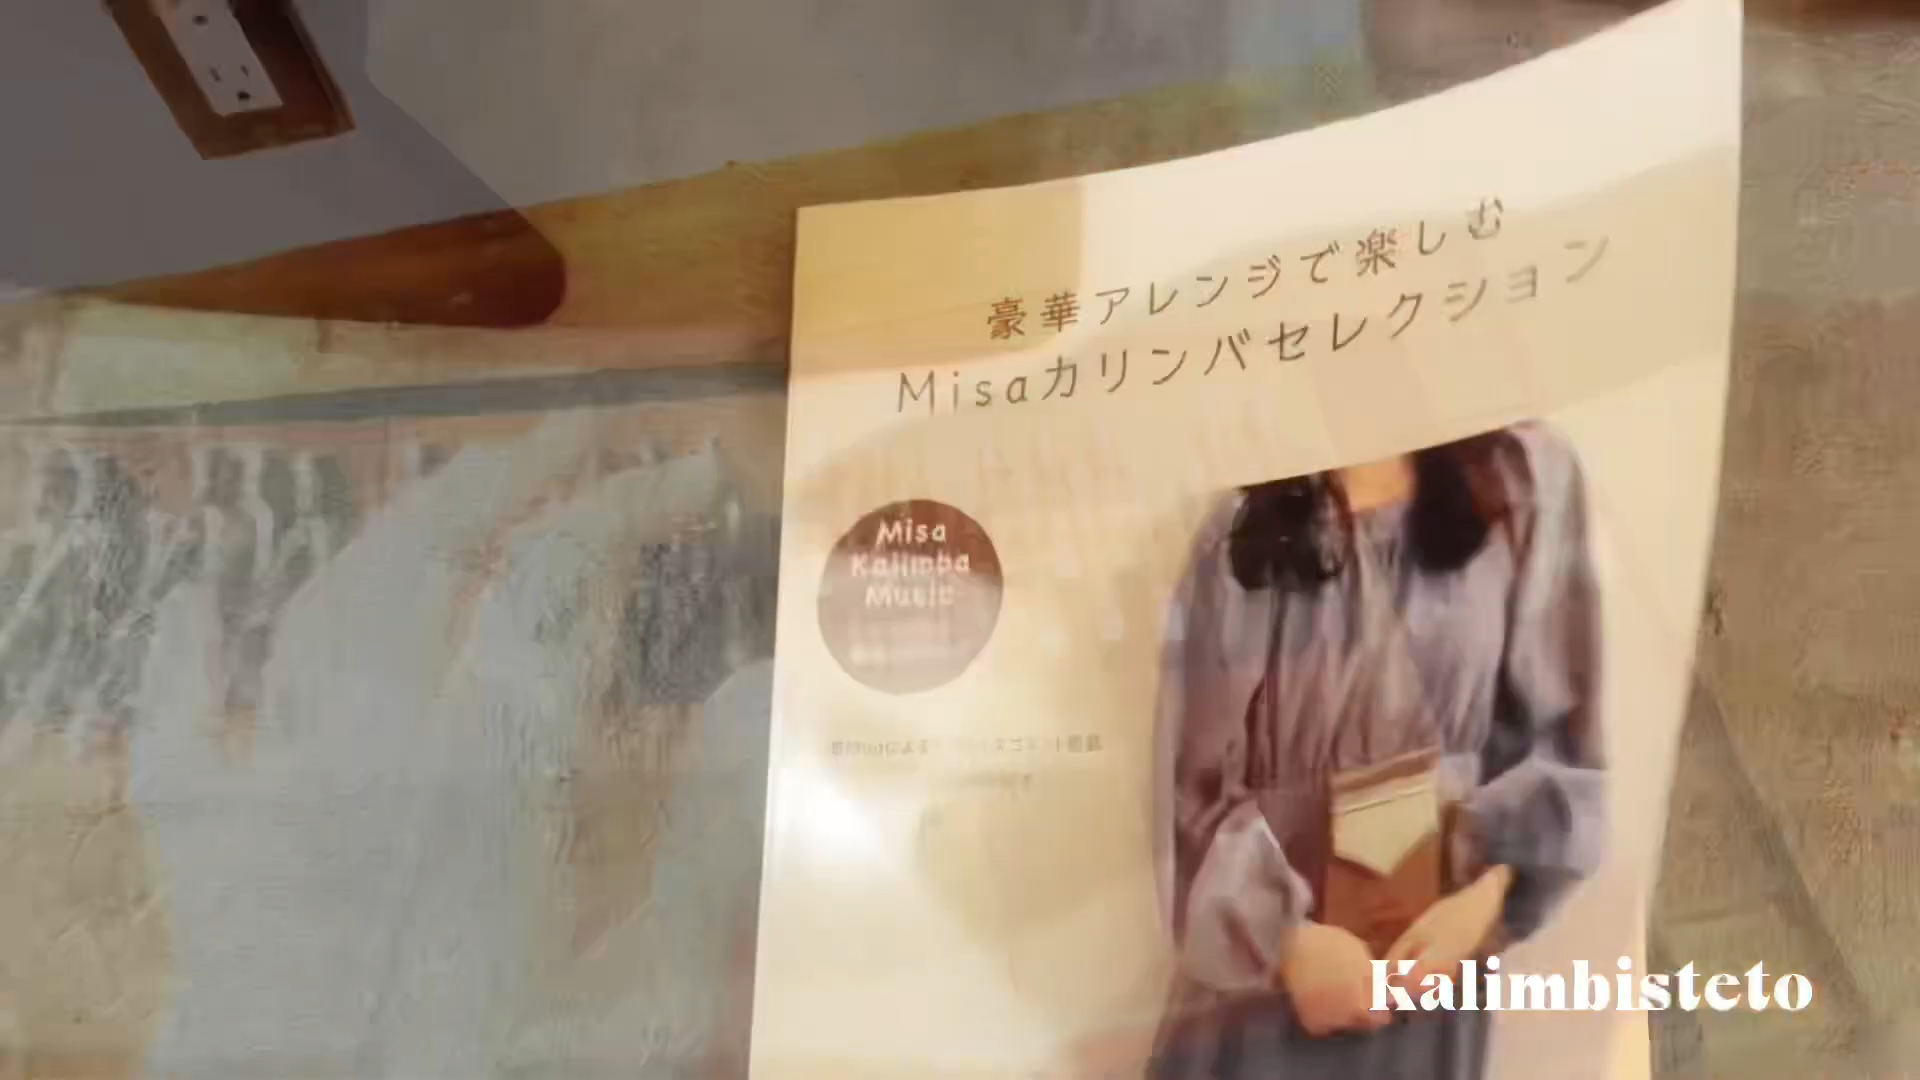 豪華アレンジで楽しむ
Misaカリンバセレクション
Misa
Kalimba
Music
Kalimbisteto